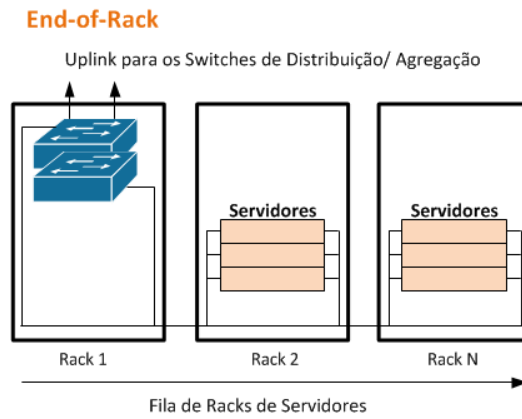 End-of-Rack
Uplink para os Switches de Distribuição/ Agregação
Servidores
Servidores
Rack 1
Rack 2
Rack N
Fila de Racks de Servidores